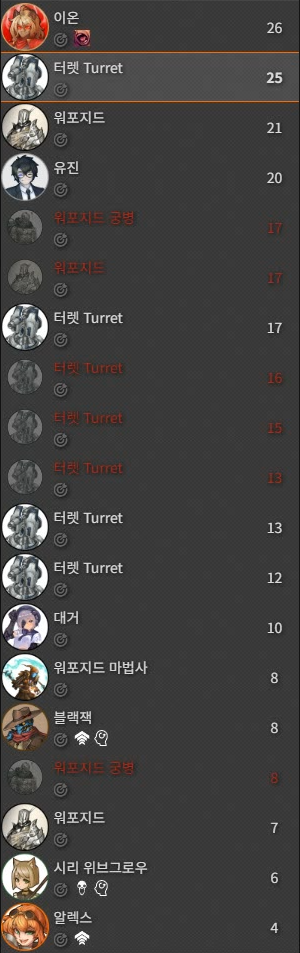 이온 26
터렛 Turret 25
워포지드 21
유진 20
워포지드 궁병 17
워포지드 17
터렛 Turret 17
터렛 Turret 16
터렛 Turret 15
터렛 Turret 13
터렛 Turret 13
터렛 Turret 12
대거 10
워포지드 마법사 8
블랙잭 8
워포지드 궁병 8
워포지드 7
시리 위브그로우 6
알렉스 4